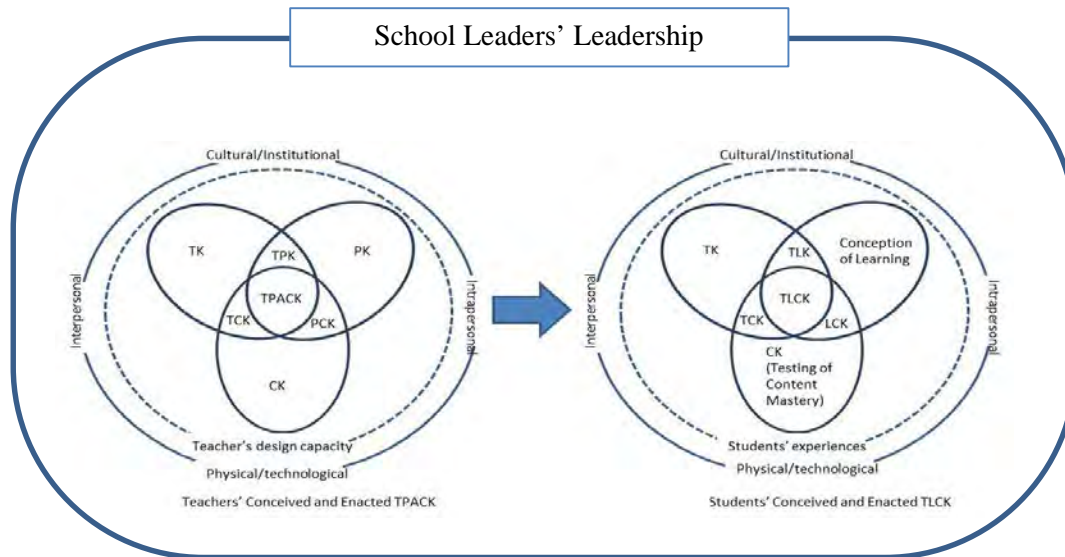 School Leaders’ Leadership
Cultural/Institutional
TK
TPK
PK
TPACK
TCK
PCK
CK
Interpersonal
Intrapersonal
Teacher's design capacity
Physical/technological
Teachers' Conceived and Enacted TPACK
Cultural/Institutional
TK
TLK
Conception
of Learning
TLCK
TCK
LCK
CK
(Testing of
Content
Mastery)
Interpersonal
Intrapersonal
Students' experiences
Physical/technological
Students' Conceived and Enacted TLCK